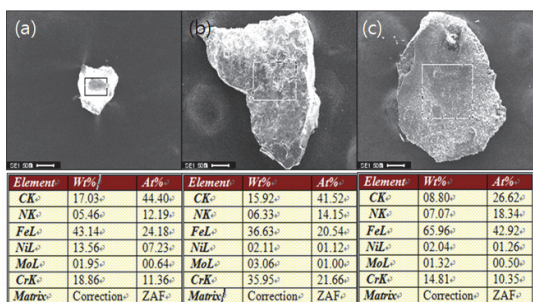 (a)
(b)
(c)
SEI 50u
SEI 50u
SEI 50u
Element Wt% At%
CK 17.03 44.40
NK 05.46 12.19
FeL 43.14 24.18
NiL 13.56 07.23
MoL 01.95 00.64
CrK 18.86 11.36
Matrix Correction ZAF
Element Wt% At%
CK 15.92 41.52
NK 06.33 14.15
FeL 36.63 20.54
NiL 02.11 01.12
MoL 03.06 01.00
CrK 35.95 21.66
Matrix Correction ZAF
Element Wt% At%
CK 08.80 26.62
NK 07.07 18.34
FeL 65.96 42.92
NiL 02.04 01.26
MoL 01.32 00.50
CrK 14.81 10.35
Matrix Correction ZAF